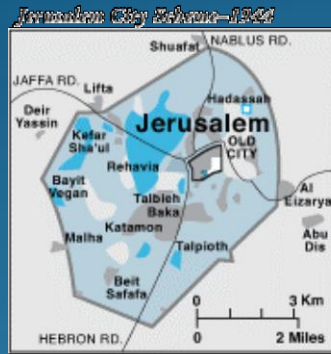 Jerusalem City Scheme-1944
Shuafat
NABLUS RD.
JAFFA RD.
Lifta
Hadassah
Deir
Yassin
Jerusalem
Kefar
Sha'ul
OLD
CITY
Rehavia
Bayit
Vegan
Talbieh
Baka
Al
Eizarya
Katamon
Malha
Talpioth
Abu
Dis
Beit
Safafa
0 3 Km
0 2 Miles
HEBRON RD.